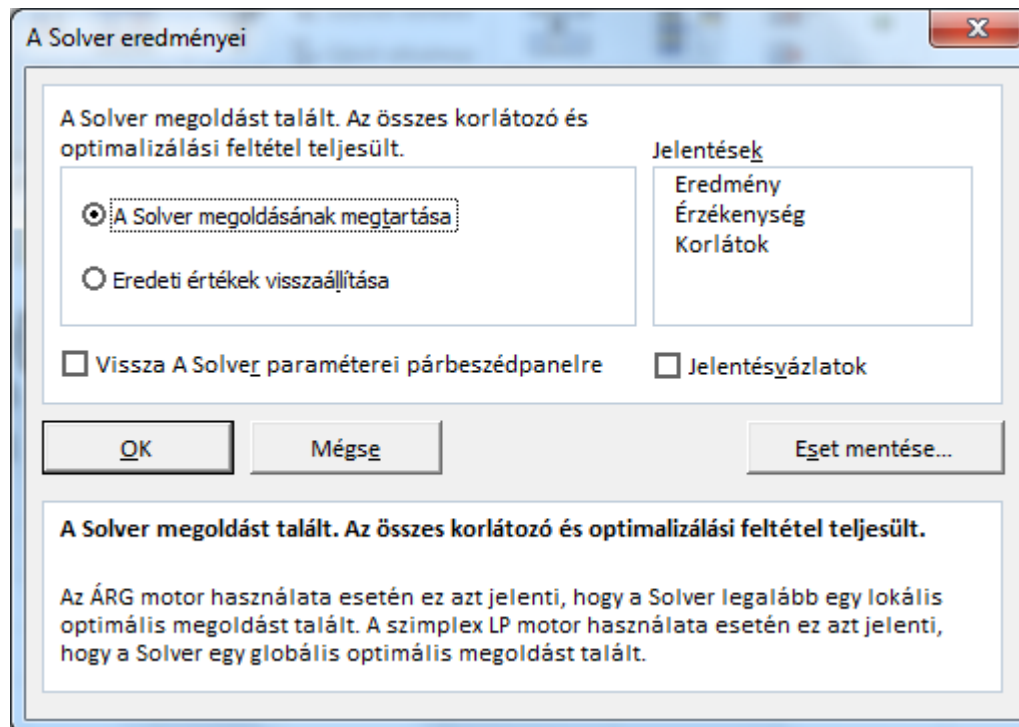 A Solver eredményei
A Solver megoldást talált. Az összes korlátozó és
optimalizálási feltétel teljesült.
Jelentések
A Solver megoldásának megtartása
Eredeti értékek visszaállítása
Eredmény
Érzékenység
Korlátok
Vissza A Solver paraméterei párbeszédpanelre
Jelentésvázlatok
OK
Mégse
Eset mentése...
A Solver megoldást talált. Az összes korlátozó és optimalizálási feltétel teljesült.
Az ÁRG motor használata esetén ez azt jelenti, hogy a Solver legalább egy lokális
optimális megoldást talált. A szimplex LP motor használata esetén ez azt jelenti,
hogy a Solver egy globális optimális megoldást talált.